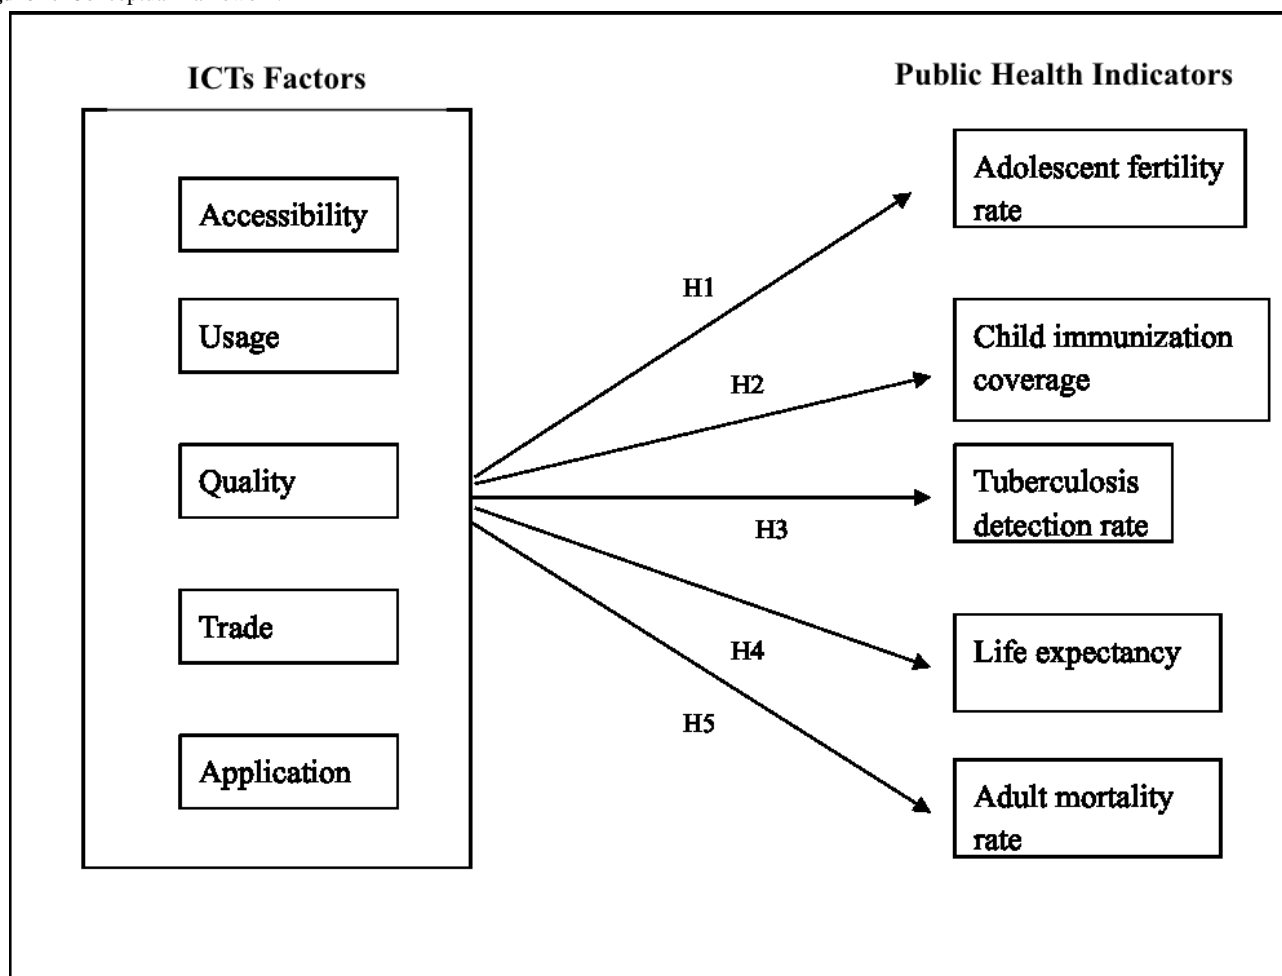 ICTs Factors
Public Health Indicators
Accessibility
Usage
Quality
Trade
Application
H1
H2
H3
H4
H5
Adolescent fertility
rate
Child immunization
coverage
Tuberculosis
detection rate
Life expectancy
Adult mortality
rate